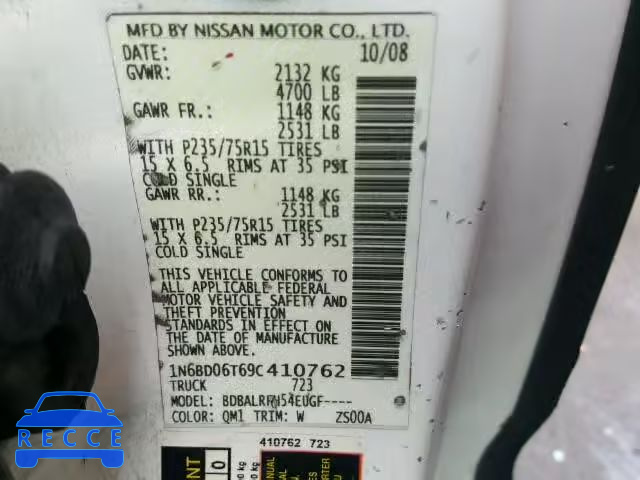 MFD BY NISSAN MOTOR CO., LTD.
DATE: 10/08
GVWR: 2132 KG
4700 LB
GAWR FR.: 1148 KG
2531 LB
WITH P235/75R15 TIRES
15 X 6.5 RIMS AT 35 PSI
COLD SINGLE
GAWR RR.: 1148 KG
2531 LB
WITH P235/75R15 TIRES
15 X 6.5 RIMS AT 35 PSI
COLD SINGLE
THIS VEHICLE CONFORMS TO
ALL APPLICABLE FEDERAL
MOTOR VEHICLE SAFETY AND
THEFT PREVENTION
STANDARDS IN EFFECT ON
THE DATE OF MANUFACTURE
SHOWN ABOVE.
1N6BD06T69C410762
TRUCK 723
MODEL: BDBALRFN54EUGF----
COLOR: QM1 TRIM: W ZS00A
410762 723
0
RECCE